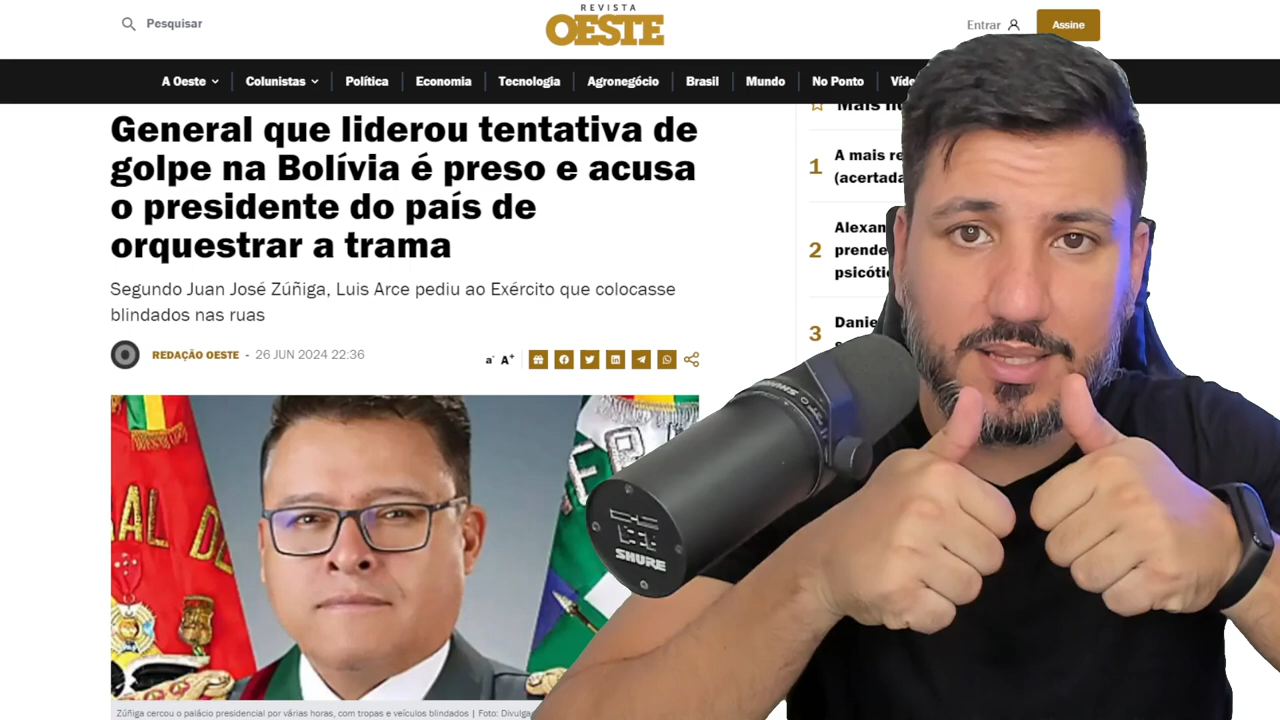 Pesquisar
REVISTA
OESTE
Entrar
Assine
A Oeste
Colunistas
Política
Economia
Tecnologia
Agronegócio
Brasil
Mundo
No Ponto
General que liderou tentativa de
golpe na Bolívia é preso e acusa
o presidente do país de
orquestrar a trama
Segundo Juan José Zúñiga, Luis Arce pediu ao Exército que colocasse
blindados nas ruas
REDAÇÃO OESTE - 26 JUN 2024 22:36
a- A+
Zúñiga cercou o palácio presidencial por várias horas, com tropas e veículos blindados | Foto:
1 A mais
(acertada
2
3
SHURE